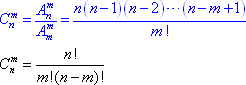 C_n^m = A_n^m / A_m^m = n(n−1)(n−2)⋯(n−m+1) / m!
C_n^m = n! / m!(n−m)!